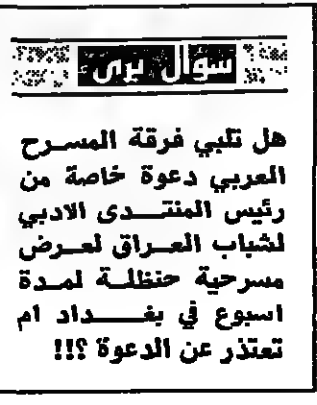 سؤال برىء
هل تلبي فرقة المسرح
العربي دعوة خاصة من
رئيس المنتدى الادبي
لشباب العراق لعرض
مسرحية حنظلة لمدة
اسبوع في بغداد ام
تعتذر عن الدعوة ؟!!